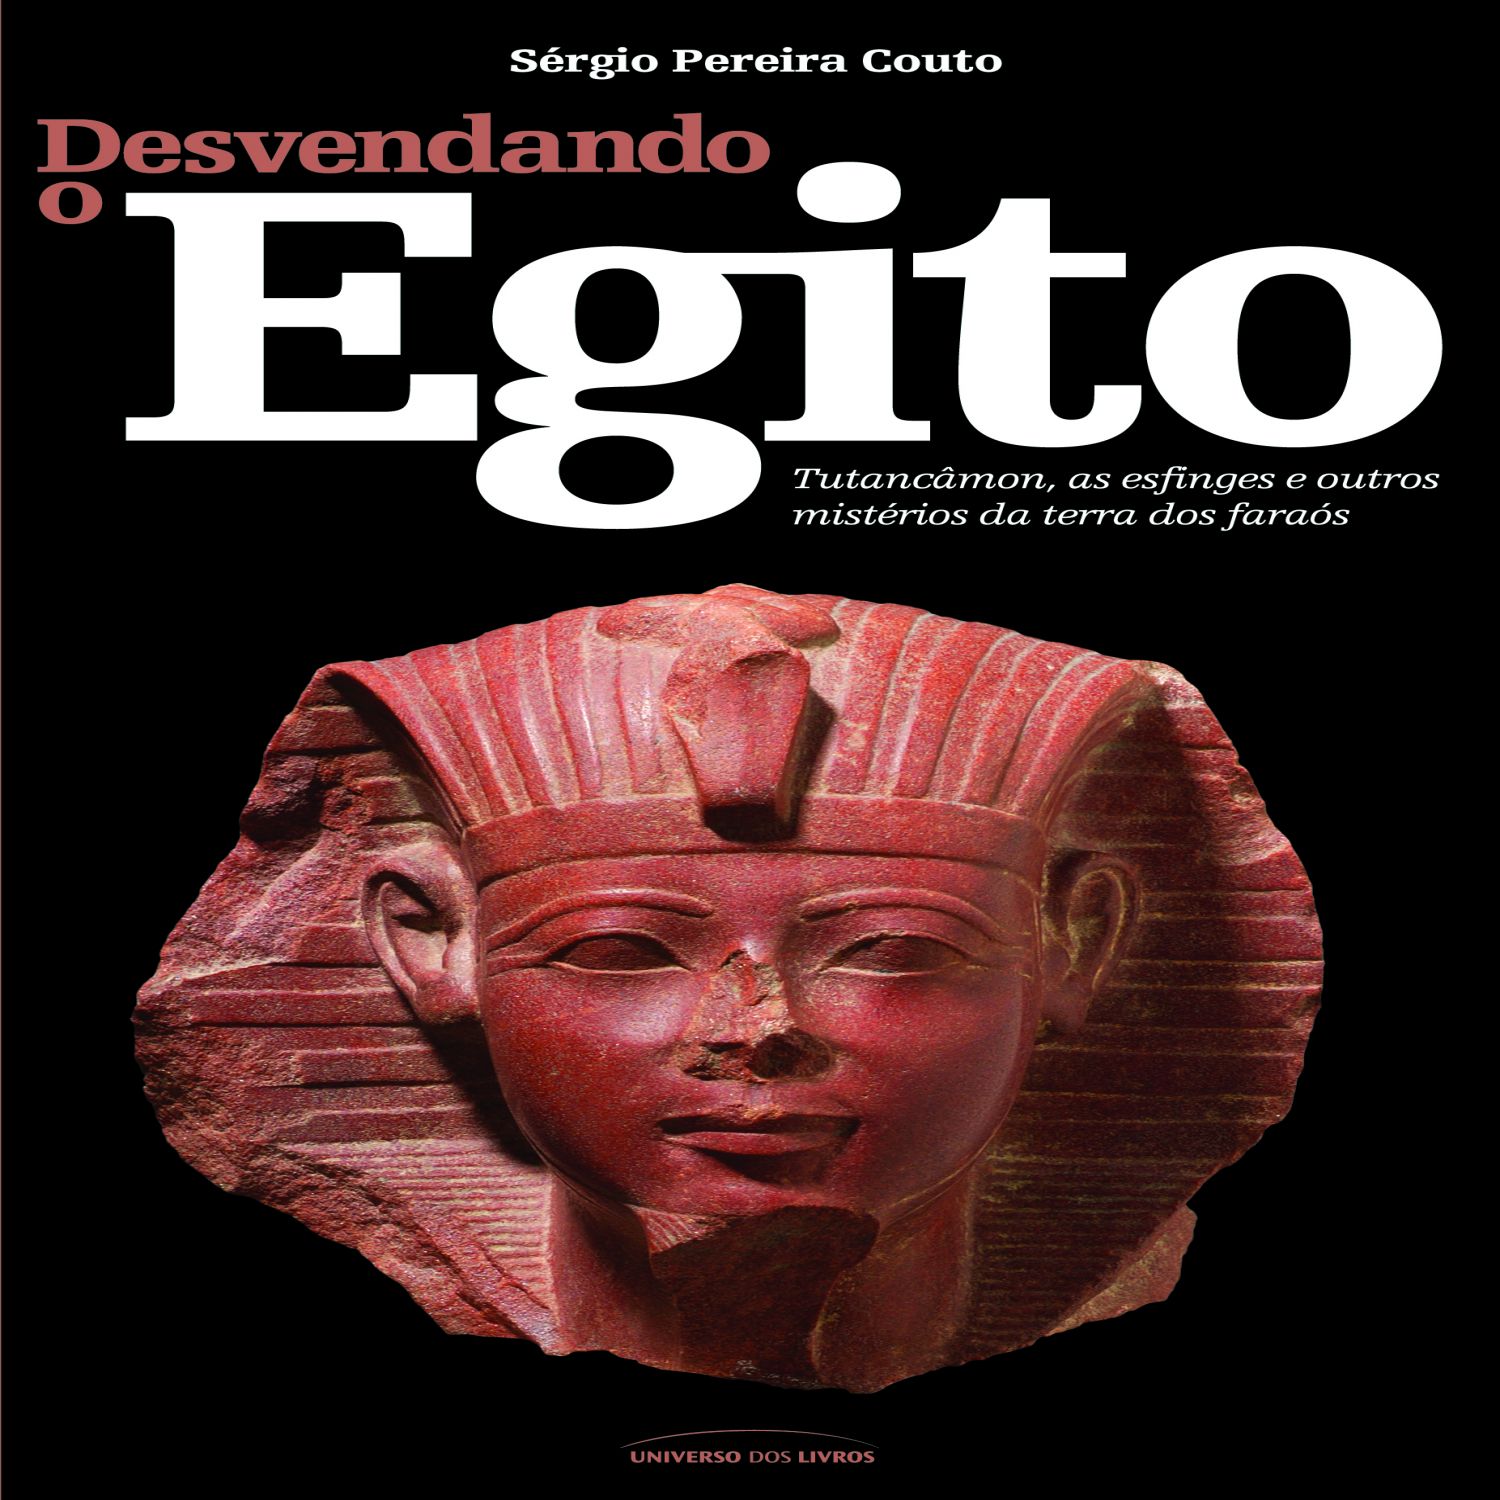 Sérgio Pereira Couto
Desvendando
o Egito
Tutancâmon, as esfinges e outros
mistérios da terra dos faraós
UNIVERSO DOS LIVROS